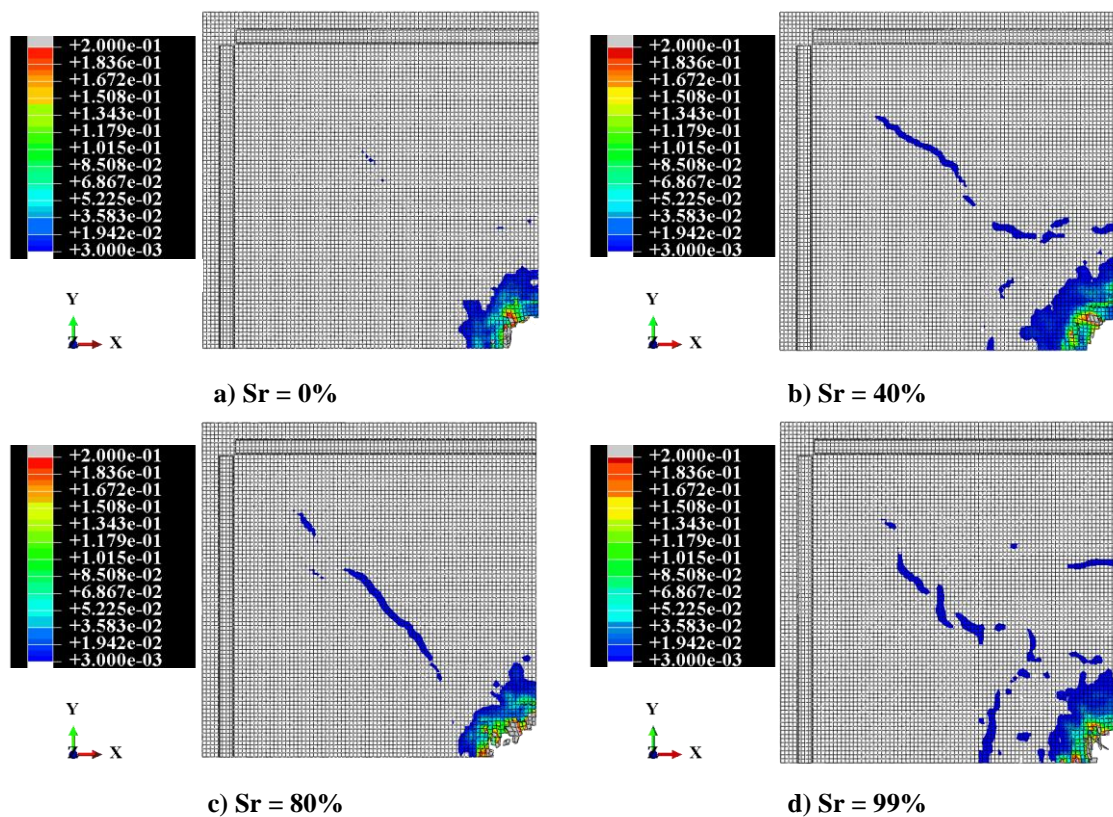 +2.000e-01
+1.836e-01
+1.672e-01
+1.508e-01
+1.343e-01
+1.179e-01
+1.015e-01
+8.508e-02
+6.867e-02
+5.225e-02
+3.583e-02
+1.942e-02
+3.000e-03
Y
Z
X
a) Sr = 0%
+2.000e-01
+1.836e-01
+1.672e-01
+1.508e-01
+1.343e-01
+1.179e-01
+1.015e-01
+8.508e-02
+6.867e-02
+5.225e-02
+3.583e-02
+1.942e-02
+3.000e-03
Y
Z
X
b) Sr = 40%
+2.000e-01
+1.836e-01
+1.672e-01
+1.508e-01
+1.343e-01
+1.179e-01
+1.015e-01
+8.508e-02
+6.867e-02
+5.225e-02
+3.583e-02
+1.942e-02
+3.000e-03
Y
Z
X
c) Sr = 80%
+2.000e-01
+1.836e-01
+1.672e-01
+1.508e-01
+1.343e-01
+1.179e-01
+1.015e-01
+8.508e-02
+6.867e-02
+5.225e-02
+3.583e-02
+1.942e-02
+3.000e-03
Y
Z
X
d) Sr = 99%